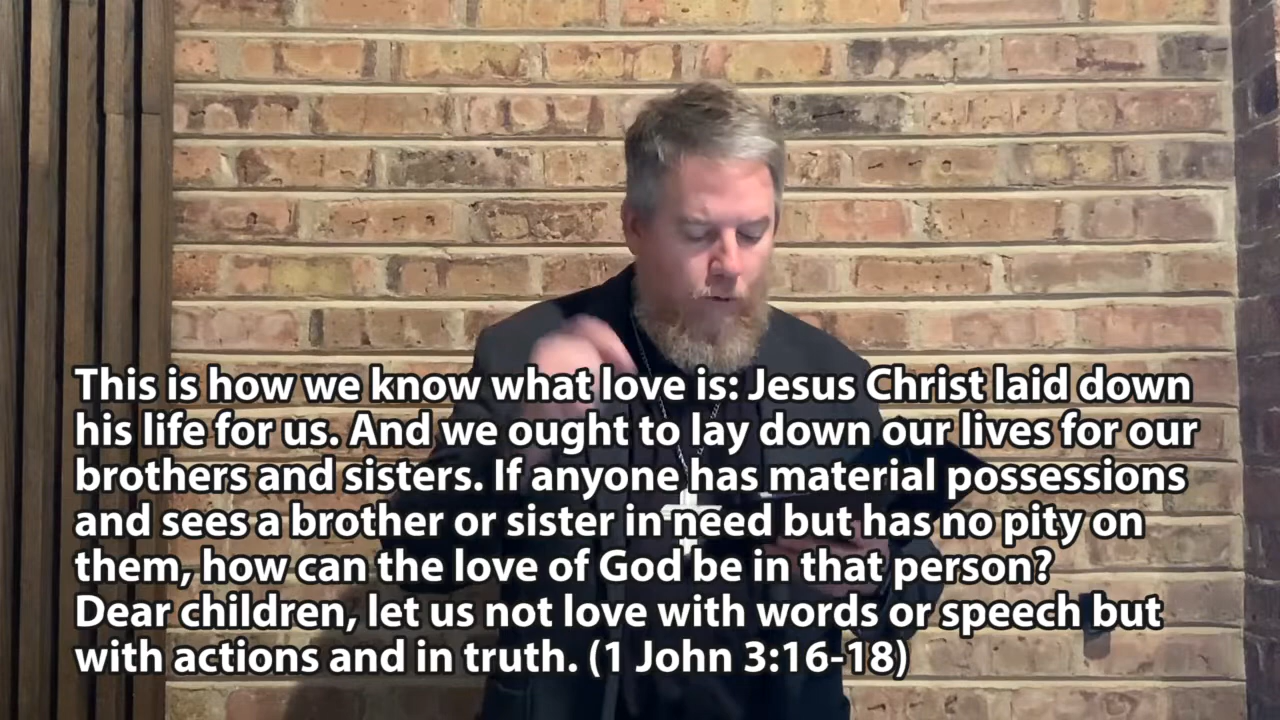 This is how we know what love is: Jesus Christ laid down
his life for us. And we ought to lay down our lives for our
brothers and sisters. If anyone has material possessions
and sees a brother or sister in need but has no pity on
them, how can the love of God be in that person?
Dear children, let us not love with words or speech but
with actions and in truth. (1 John 3:16-18)